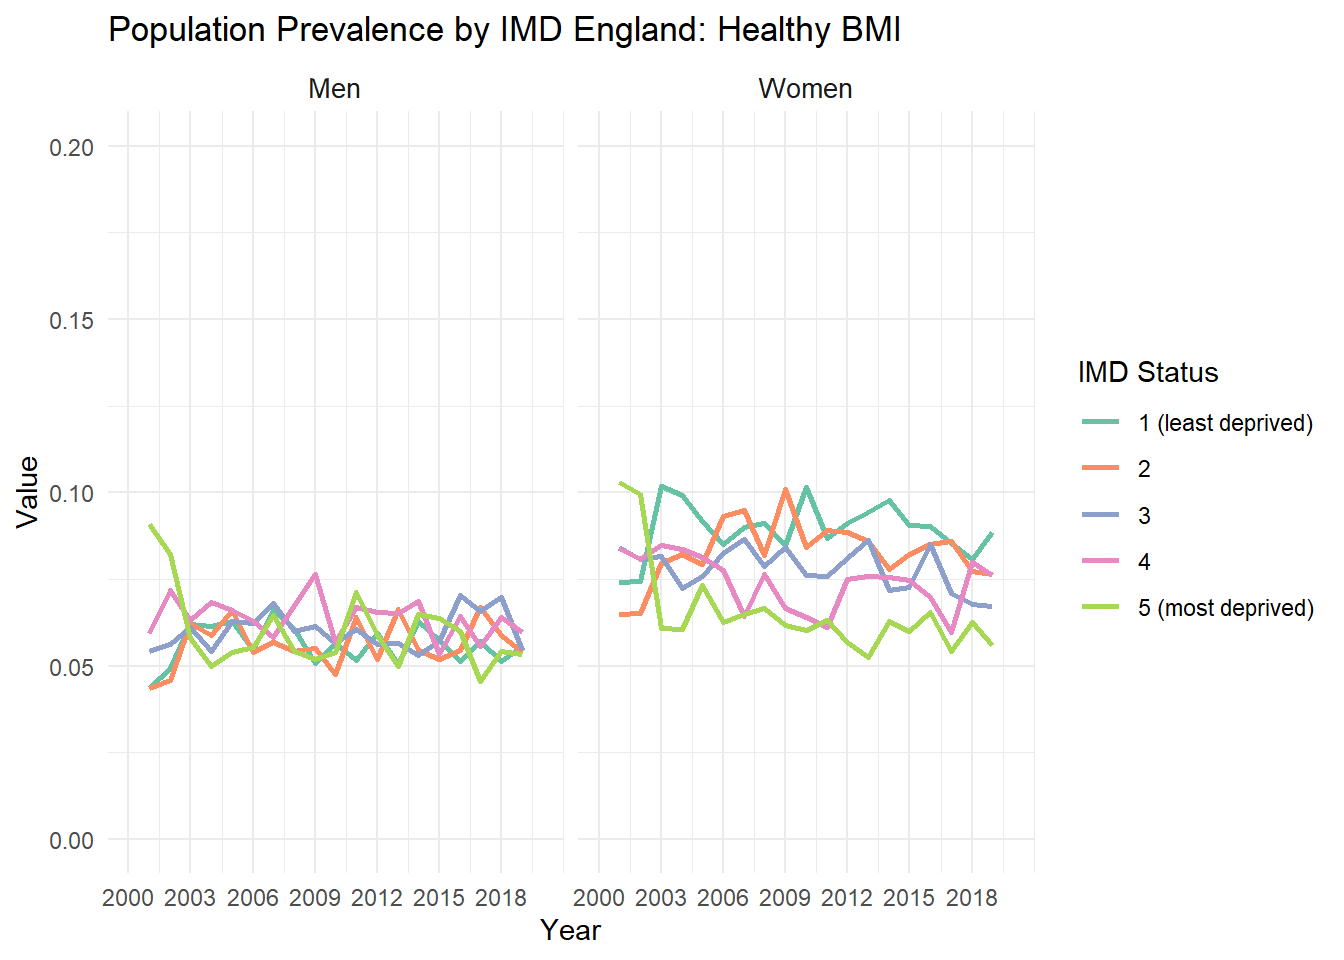 Population Prevalence by IMD England: Healthy BMI
Men
Women
0.20
0.15
0.10
0.05
0.00
Value
2000 2003 2006 2009 2012 2015 2018
2000 2003 2006 2009 2012 2015 2018
Year
IMD Status
1 (least deprived)
2
3
4
5 (most deprived)